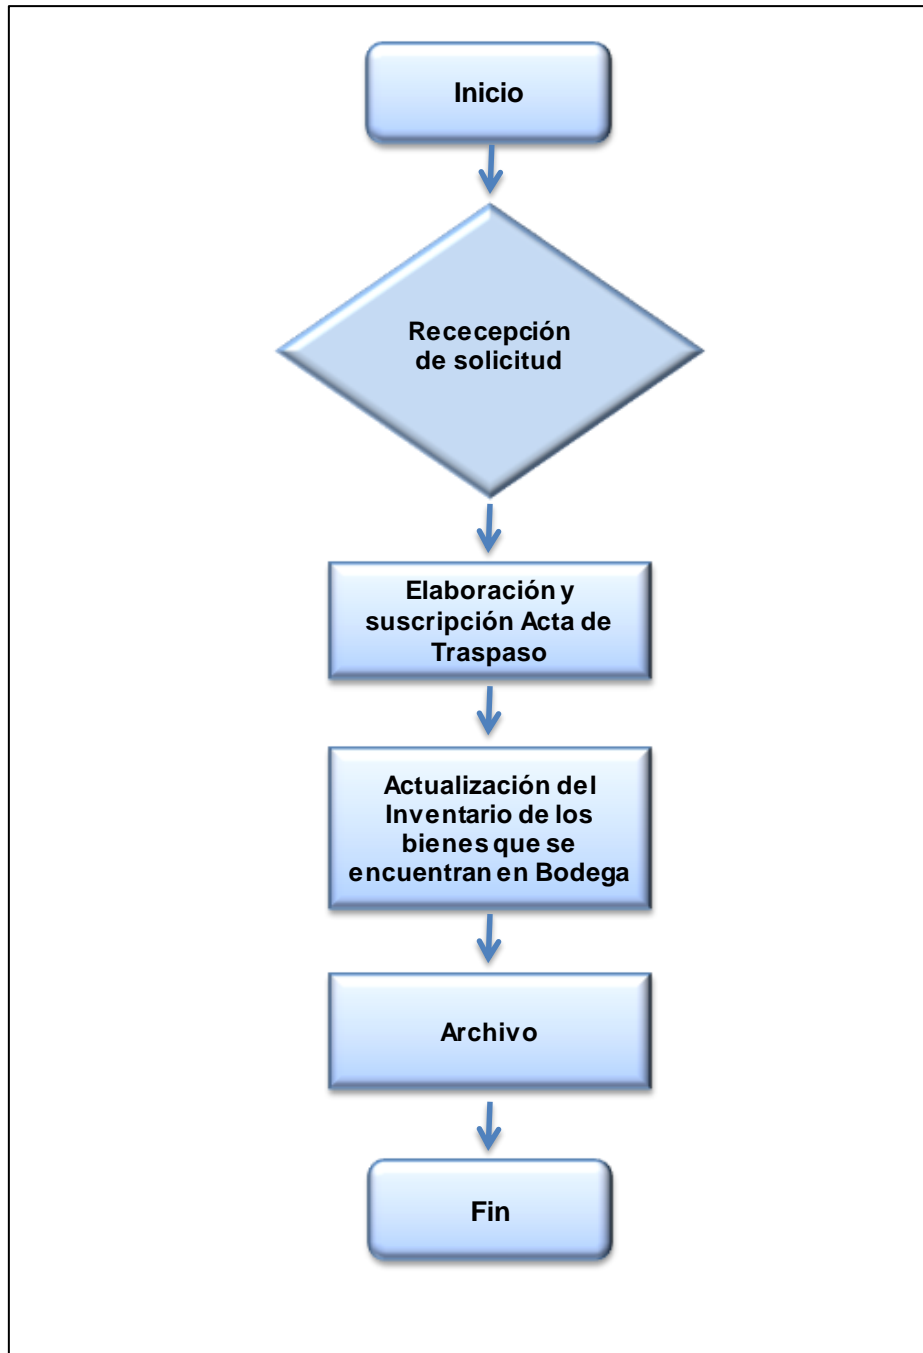 Inicio
Rececepción
de solicitud
Elaboración y
suscripción Acta de
Traspaso
Actualización del
Inventario de los
bienes que se
encuentran en Bodega
Archivo
Fin